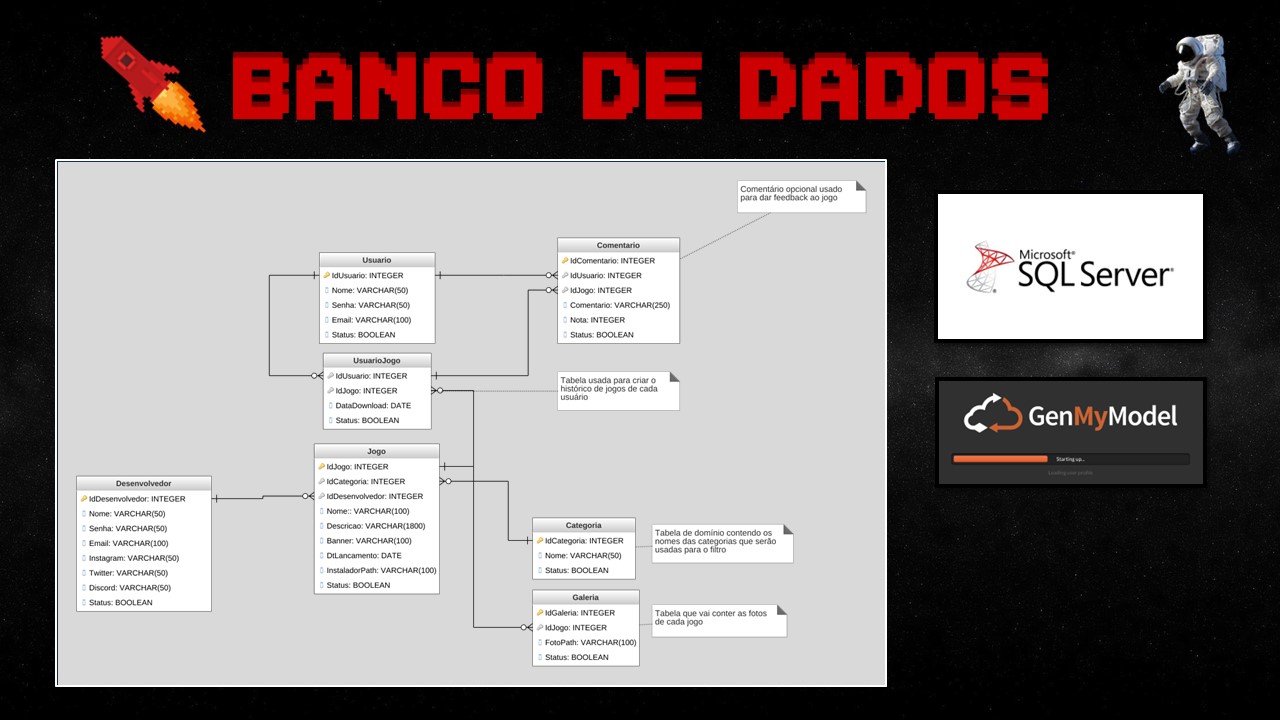 BANCO DE DADOS
Comentário opcional usado
para dar feedback ao jogo
Usuario
IdUsuario: INTEGER
Nome: VARCHAR(50)
Senha: VARCHAR(50)
Email: VARCHAR(100)
Status: BOOLEAN
Comentario
IdComentario: INTEGER
IdUsuario: INTEGER
IdJogo: INTEGER
Comentario: VARCHAR(250)
Nota: INTEGER
Status: BOOLEAN
UsuarioJogo
IdUsuario: INTEGER
IdJogo: INTEGER
DataDownload: DATE
Status: BOOLEAN
Tabela usada para criar o
histórico de jogos de cada
usuário
Jogo
IdJogo: INTEGER
IdCategoria: INTEGER
IdDesenvolvedor: INTEGER
Nome:: VARCHAR(100)
Descricao: VARCHAR(1800)
Banner: VARCHAR(100)
DtLancamento: DATE
InstaladorPath: VARCHAR(100)
Status: BOOLEAN
Desenvolvedor
IdDesenvolvedor: INTEGER
Nome: VARCHAR(50)
Senha: VARCHAR(50)
Email: VARCHAR(100)
Instagram: VARCHAR(50)
Twitter: VARCHAR(50)
Discord: VARCHAR(50)
Status: BOOLEAN
Categoria
IdCategoria: INTEGER
Nome: VARCHAR(50)
Status: BOOLEAN
Tabela de domínio contendo os
nomes das categorias que serão
usadas para o filtro
Galeria
IdGaleria: INTEGER
IdJogo: INTEGER
FotoPath: VARCHAR(100)
Status: BOOLEAN
Tabela que vai conter as fotos
de cada jogo
Microsoft®
SQL Server®
GenMyModel
Starting up...
Loading user profile